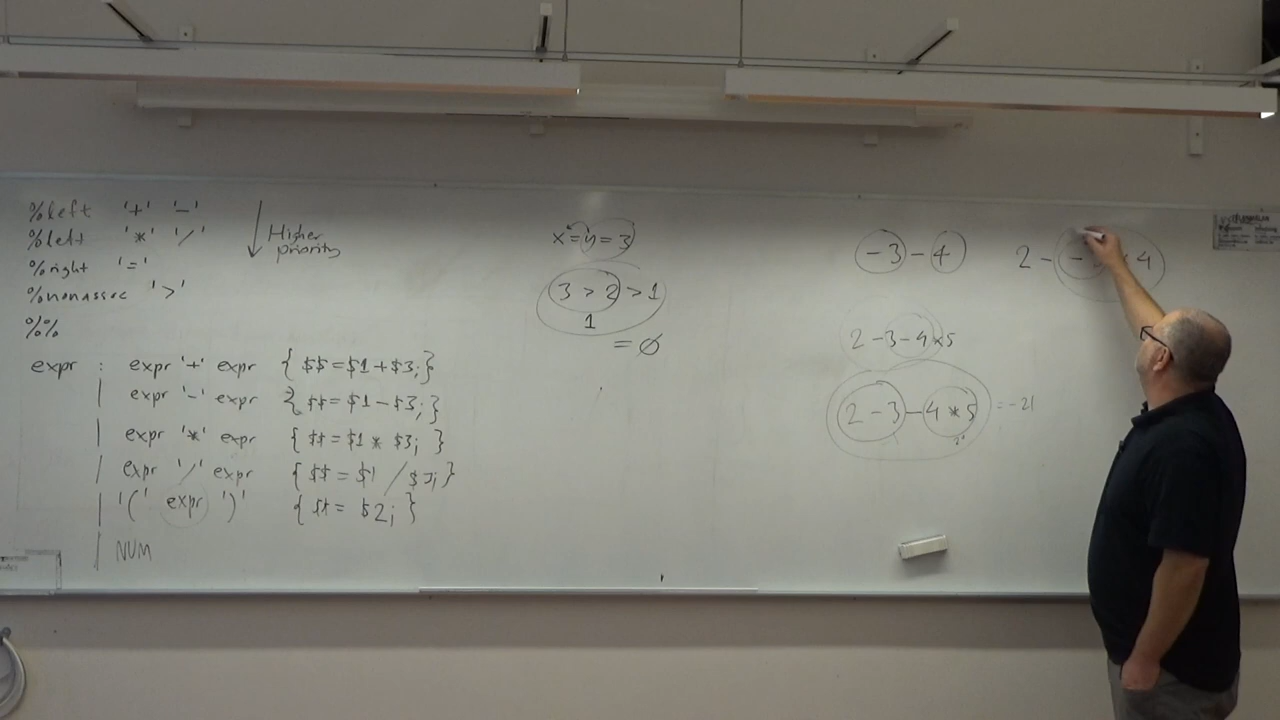 %left '+' '-'
%left '*' '/'
%right '='
%nonassoc '>'
%%
expr : expr '+' expr { $$=$1+$3;}
| expr '-' expr { $$=$1-$3;}
| expr '*' expr { $$=$1 * $3; }
| expr '/' expr { $$ = $1 / $3;}
| '(' expr ')' { $$ = $2; }
| NUM
↓ Higher
priority
x=y=3
3 > 2 > 1
1
= 0
-3-4
2-3-4*5
2-3-4*5 =-21
2 - -
4